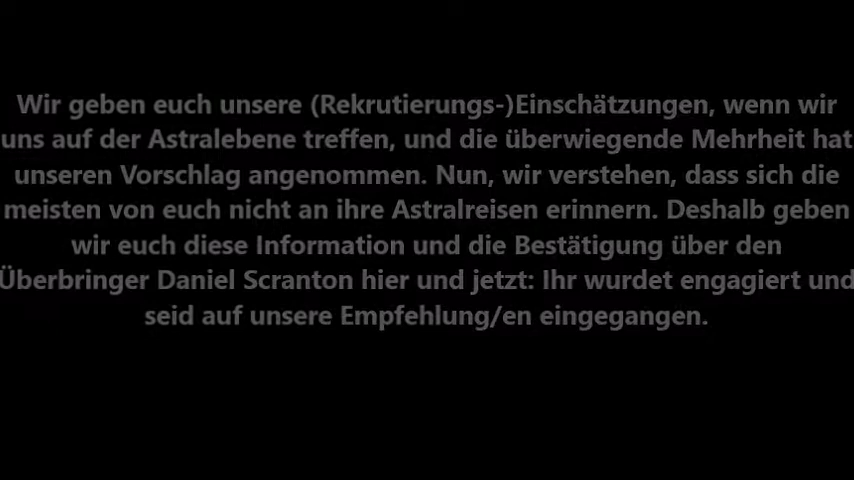 Wir geben euch unsere (Rekrutierungs-)Einschätzungen, wenn wir
uns auf der Astralebene treffen, und die überwiegende Mehrheit hat
unseren Vorschlag angenommen. Nun, wir verstehen, dass sich die
meisten von euch nicht an ihre Astralreisen erinnern. Deshalb geben
wir euch diese Information und die Bestätigung über den
Überbringer Daniel Scranton hier und jetzt: Ihr wurdet engagiert und
seid auf unsere Empfehlung/en eingegangen.